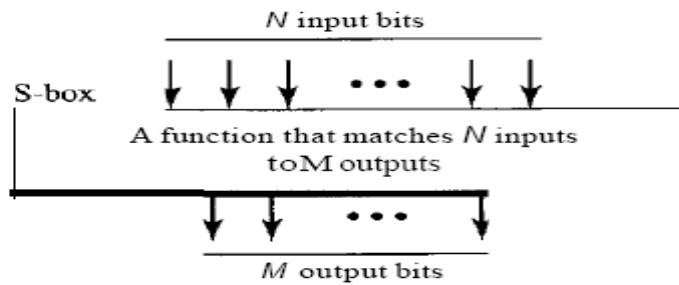 N input bits
S-box
A function that matches N inputs
toM outputs
M output bits